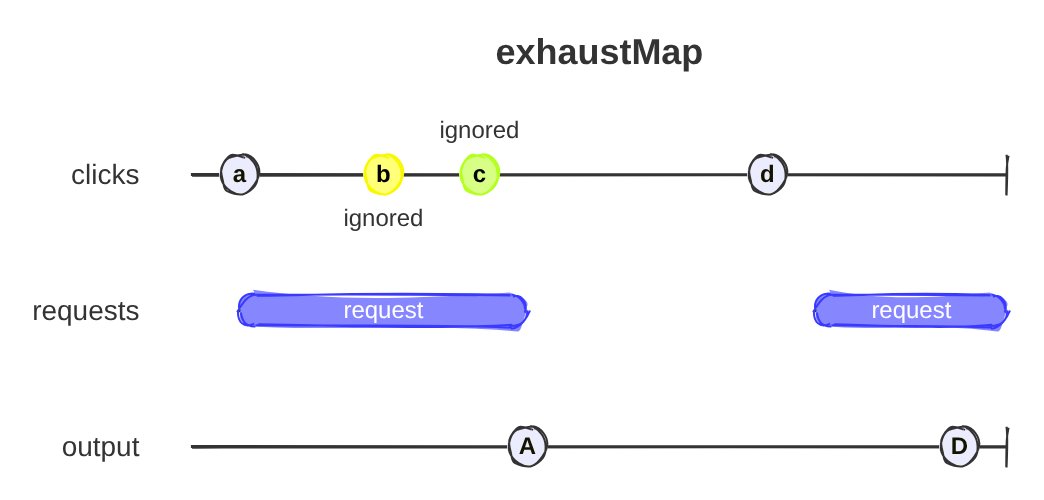 exhaustMap
ignored
clicks
a
b
c
d
ignored
requests
request
request
output
A
D